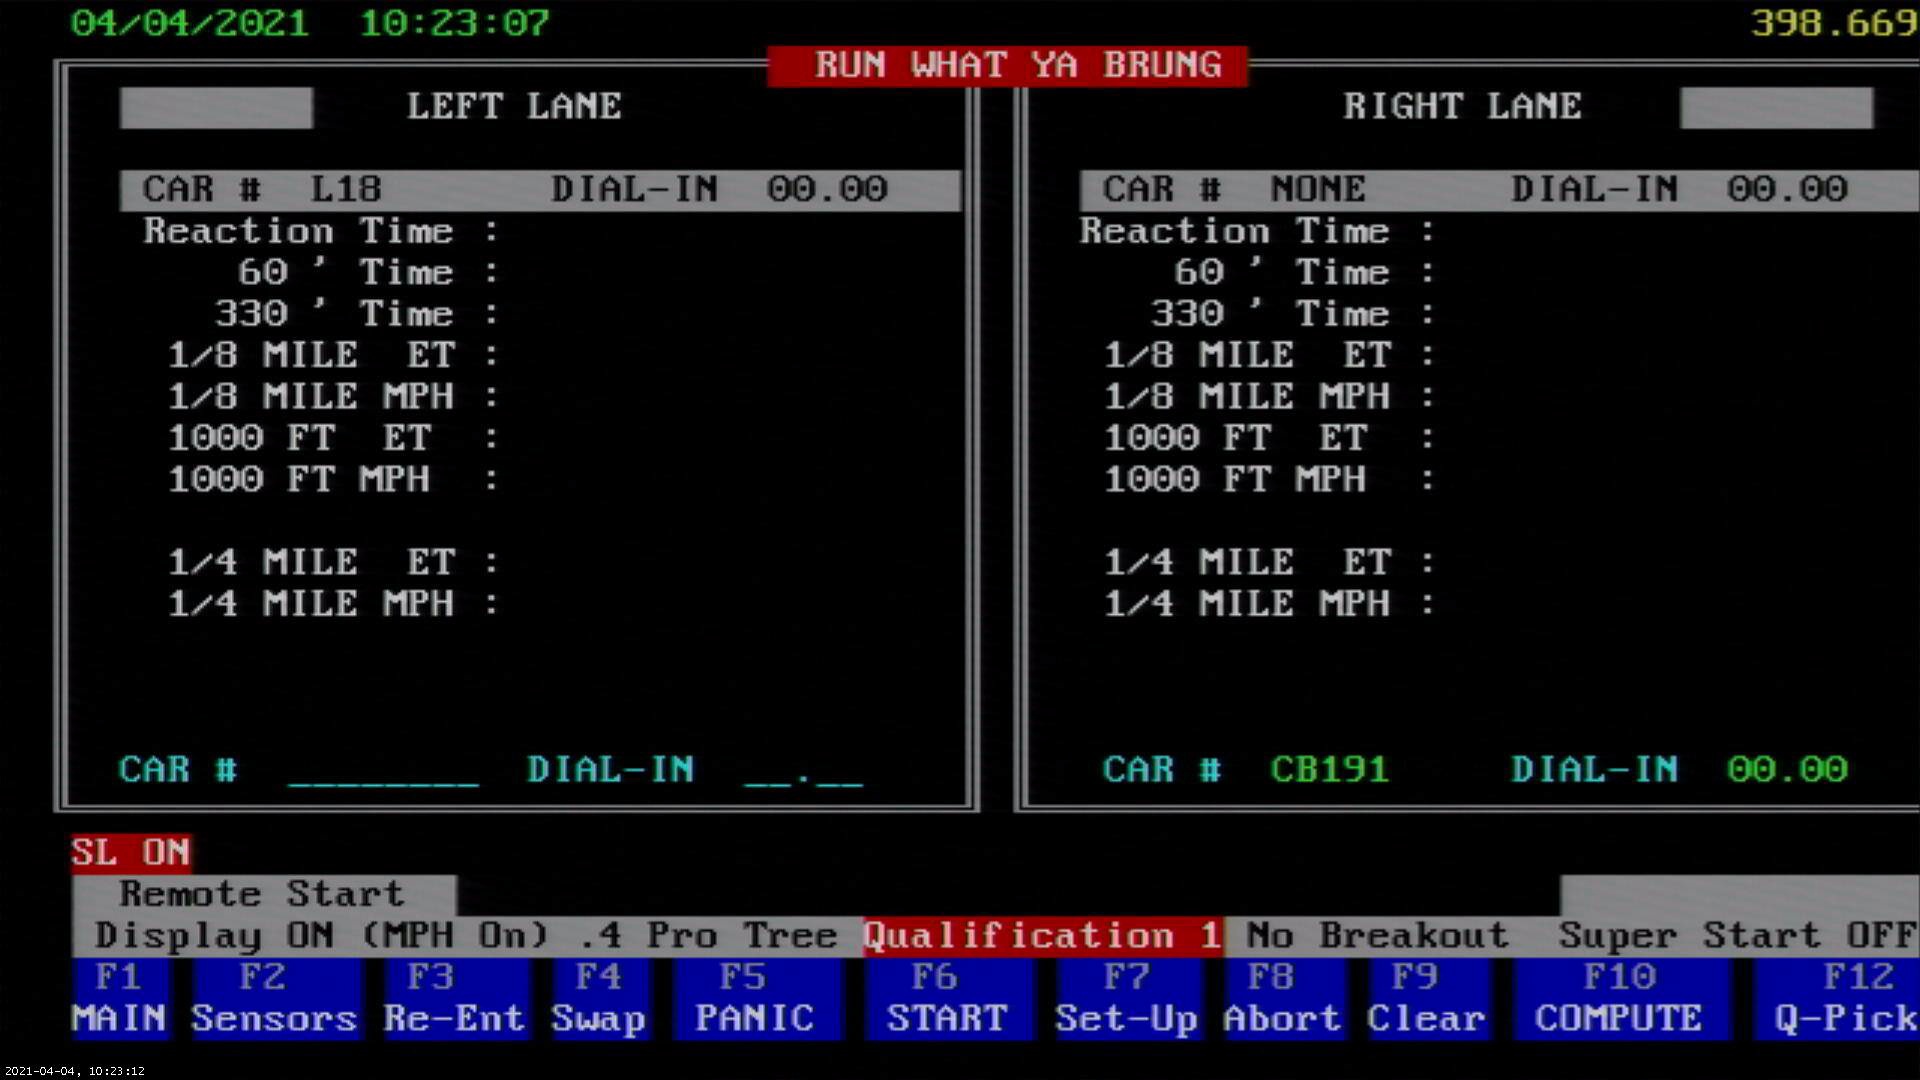 04/04/2021 10:23:07 398.669
RUN WHAT YA BRUNG
LEFT LANE
CAR # L18 DIAL-IN 00.00
Reaction Time :
60 ' Time :
330 ' Time :
1/8 MILE ET :
1/8 MILE MPH :
1000 FT ET :
1000 FT MPH :
1/4 MILE ET :
1/4 MILE MPH :
CAR # ________ DIAL-IN __.__
RIGHT LANE
CAR # NONE DIAL-IN 00.00
Reaction Time :
60 ' Time :
330 ' Time :
1/8 MILE ET :
1/8 MILE MPH :
1000 FT ET :
1000 FT MPH :
1/4 MILE ET :
1/4 MILE MPH :
CAR # CB191 DIAL-IN 00.00
SL ON
Remote Start
Display ON (MPH On) .4 Pro Tree Qualification 1 No Breakout Super Start OFF
F1 F2 F3 F4 F5 F6 F7 F8 F9 F10 F12
MAIN Sensors Re-Ent Swap PANIC START Set-Up Abort Clear COMPUTE Q-Pick
2021-04-04, 10:23:12